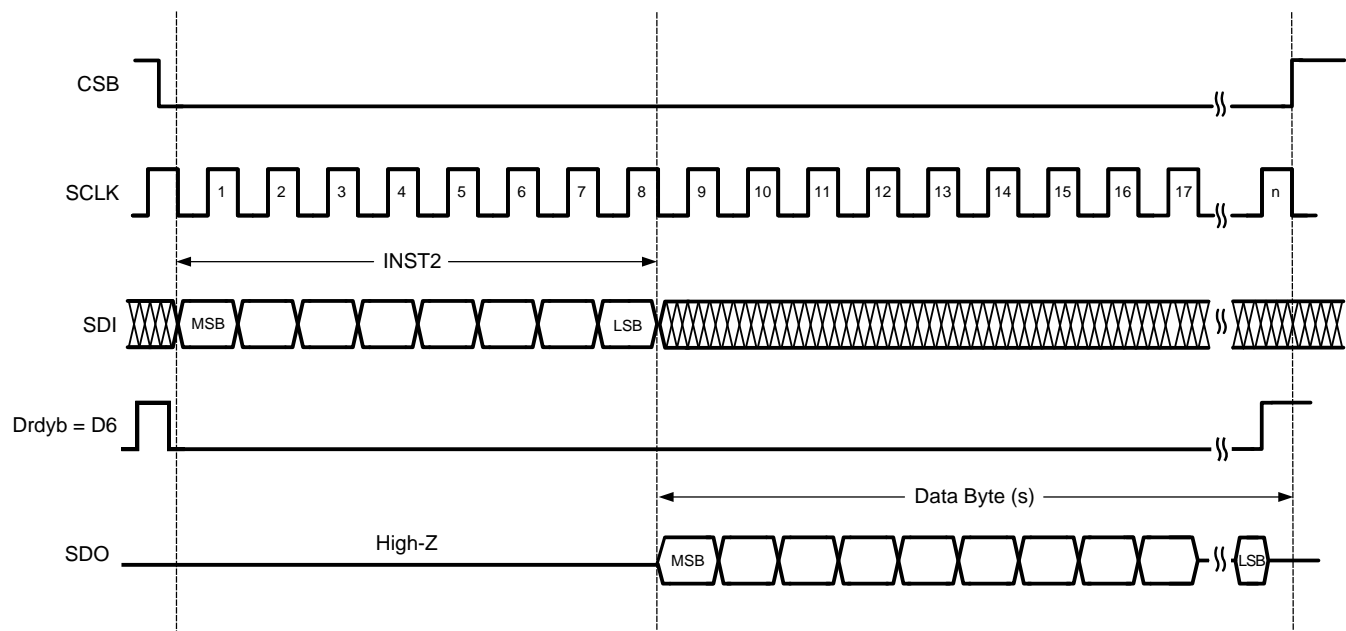 CSB
SCLK
1 2 3 4 5 6 7 8 9 10 11 12 13 14 15 16 17 n
INST2
SDI
MSB LSB
Drdyb = D6
Data Byte (s)
SDO
High-Z
MSB LSB